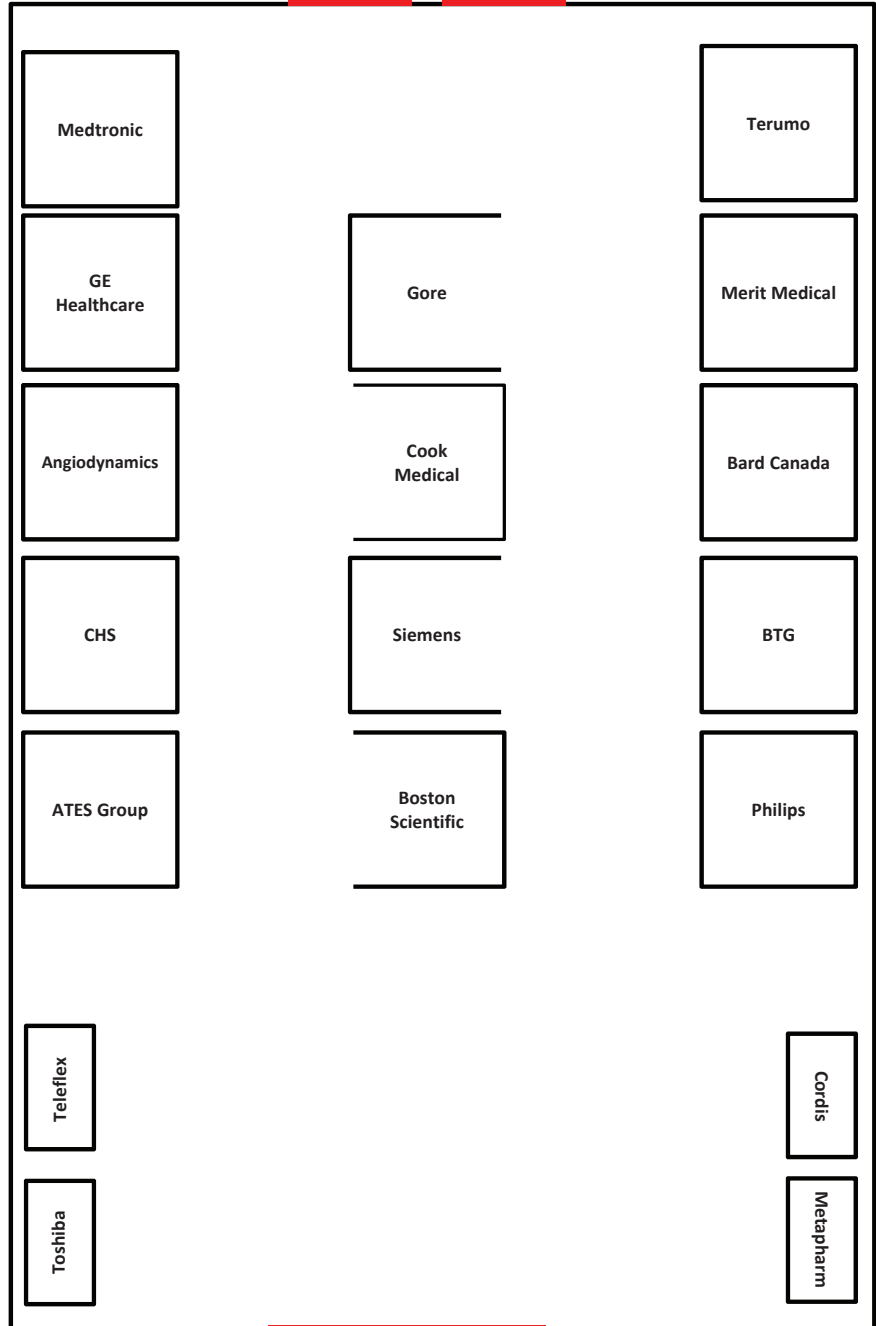 Medtronic
Terumo
GE
Healthcare
Gore
Merit Medical
Angiodynamics
Cook
Medical
Bard Canada
CHS
Siemens
BTG
ATES Group
Boston
Scientific
Philips
Teleflex
Cordis
Toshiba
Metapharm